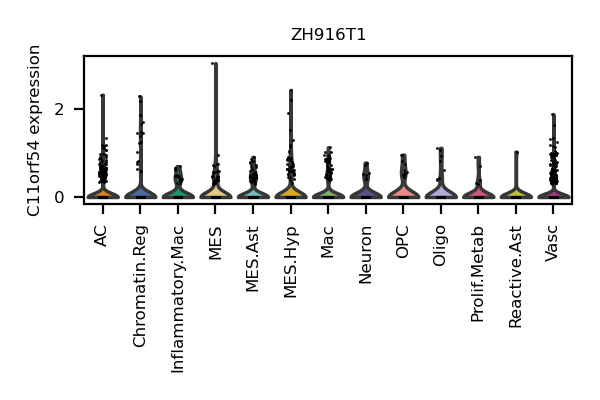 ZH916T1
C11orf54 expression
2
0
AC
Chromatin.Reg
Inflammatory.Mac
MES
MES.Ast
MES.Hyp
Mac
Neuron
OPC
Oligo
Prolif.Metab
Reactive.Ast
Vasc